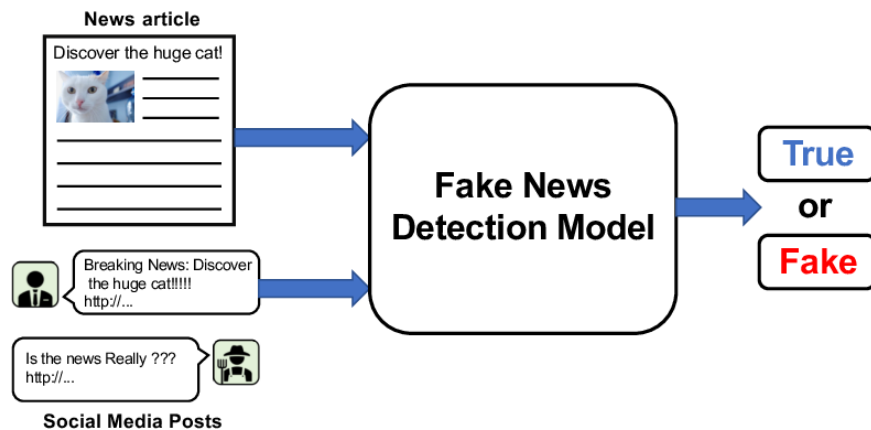 News article
Discover the huge cat!
Breaking News: Discover
the huge cat!!!!!
http://...
Is the news Really ???
http://...
Social Media Posts
Fake News
Detection Model
True
or
Fake